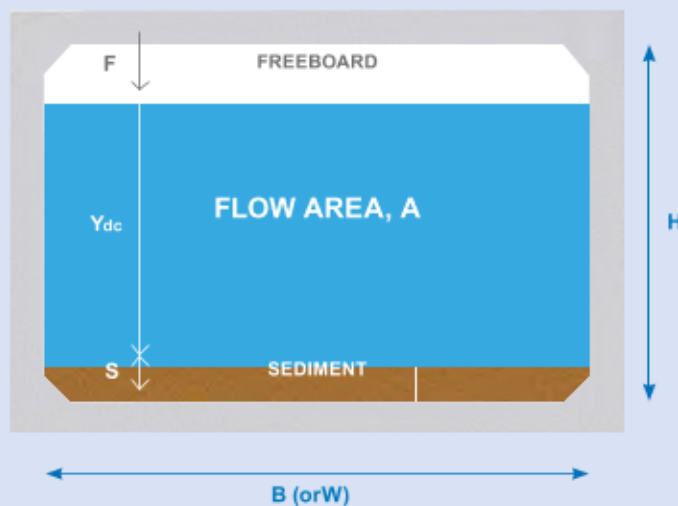 F
FREEBOARD
FLOW AREA, A
Ydc
H
S
SEDIMENT
B (orW)